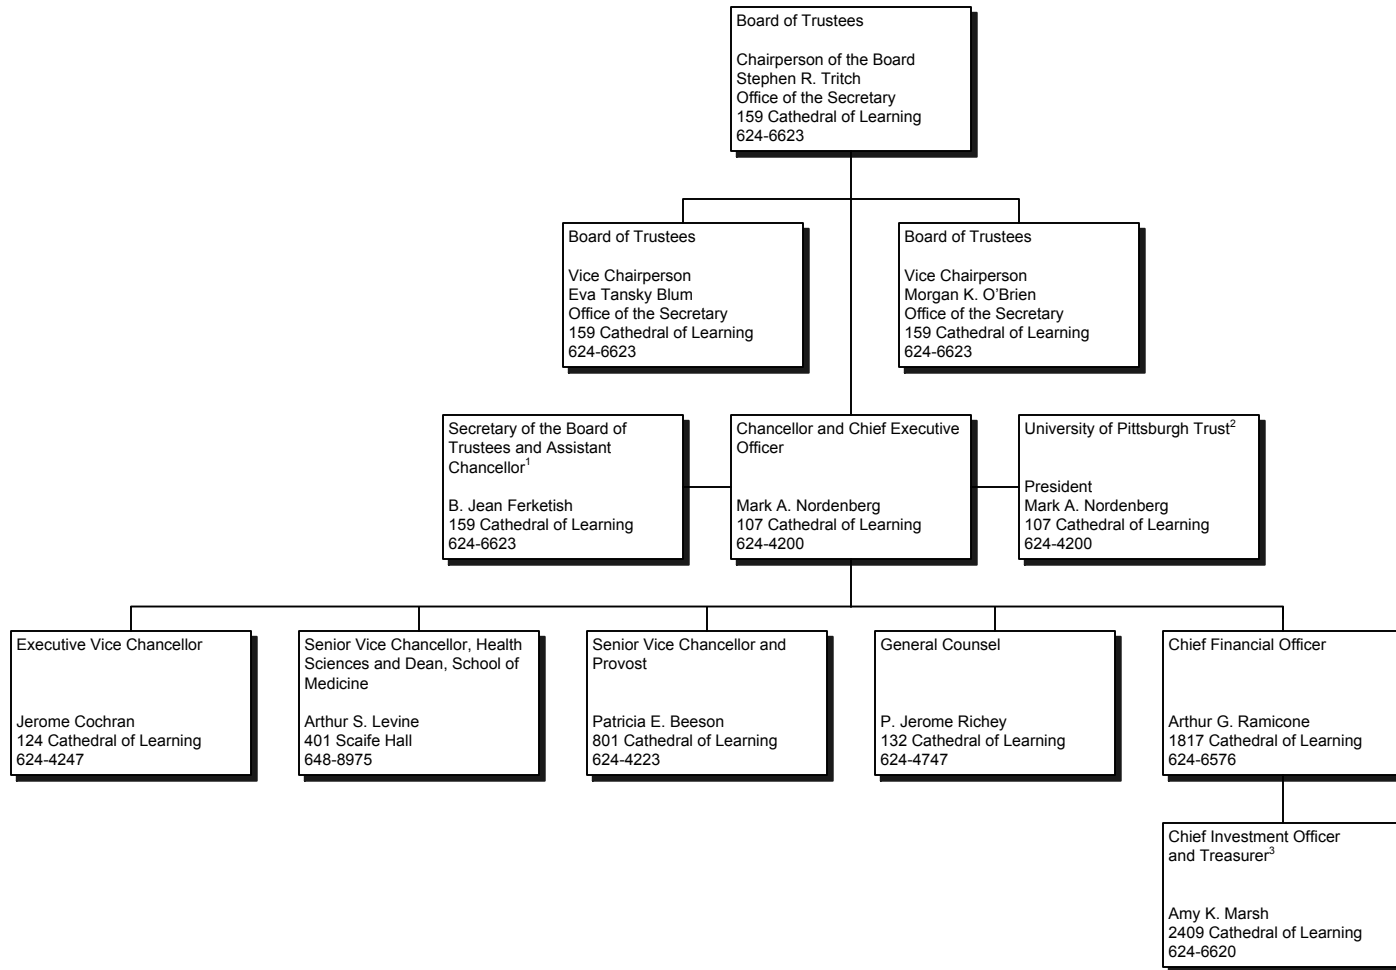 Board of Trustees
Chairperson of the Board
Stephen R. Tritch
Office of the Secretary
159 Cathedral of Learning
624-6623
Board of Trustees
Vice Chairperson
Eva Tansky Blum
Office of the Secretary
159 Cathedral of Learning
624-6623
Board of Trustees
Vice Chairperson
Morgan K. O’Brien
Office of the Secretary
159 Cathedral of Learning
624-6623
Secretary of the Board of
Trustees and Assistant
Chancellor¹
B. Jean Ferketish
159 Cathedral of Learning
624-6623
Chancellor and Chief Executive
Officer
Mark A. Nordenberg
107 Cathedral of Learning
624-4200
University of Pittsburgh Trust²
President
Mark A. Nordenberg
107 Cathedral of Learning
624-4200
Executive Vice Chancellor
Jerome Cochran
124 Cathedral of Learning
624-4247
Senior Vice Chancellor, Health
Sciences and Dean, School of
Medicine
Arthur S. Levine
401 Scaife Hall
648-8975
Senior Vice Chancellor and
Provost
Patricia E. Beeson
801 Cathedral of Learning
624-4223
General Counsel
P. Jerome Richey
132 Cathedral of Learning
624-4747
Chief Financial Officer
Arthur G. Ramicone
1817 Cathedral of Learning
624-6576
Chief Investment Officer
and Treasurer³
Amy K. Marsh
2409 Cathedral of Learning
624-6620